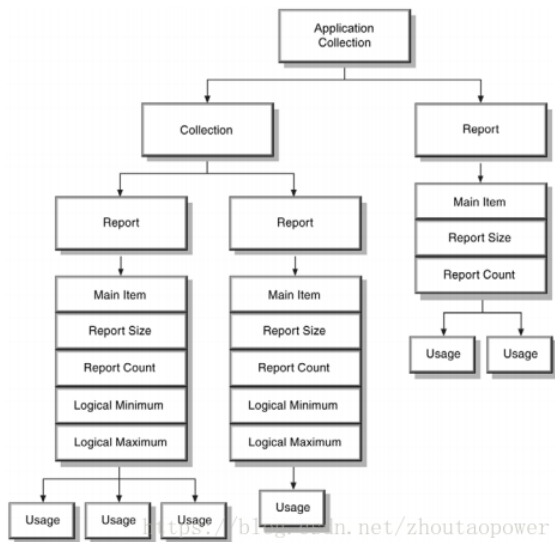 Application
Collection
Collection
Report
Report
Report
Main Item
Report Size
Report Count
Main Item
Report Size
Report Count
Logical Minimum
Logical Maximum
Main Item
Report Size
Report Count
Logical Minimum
Logical Maximum
Usage
Usage
Usage
Usage
Usage
Usage
https://blog.csdn.net/zhoutaopower